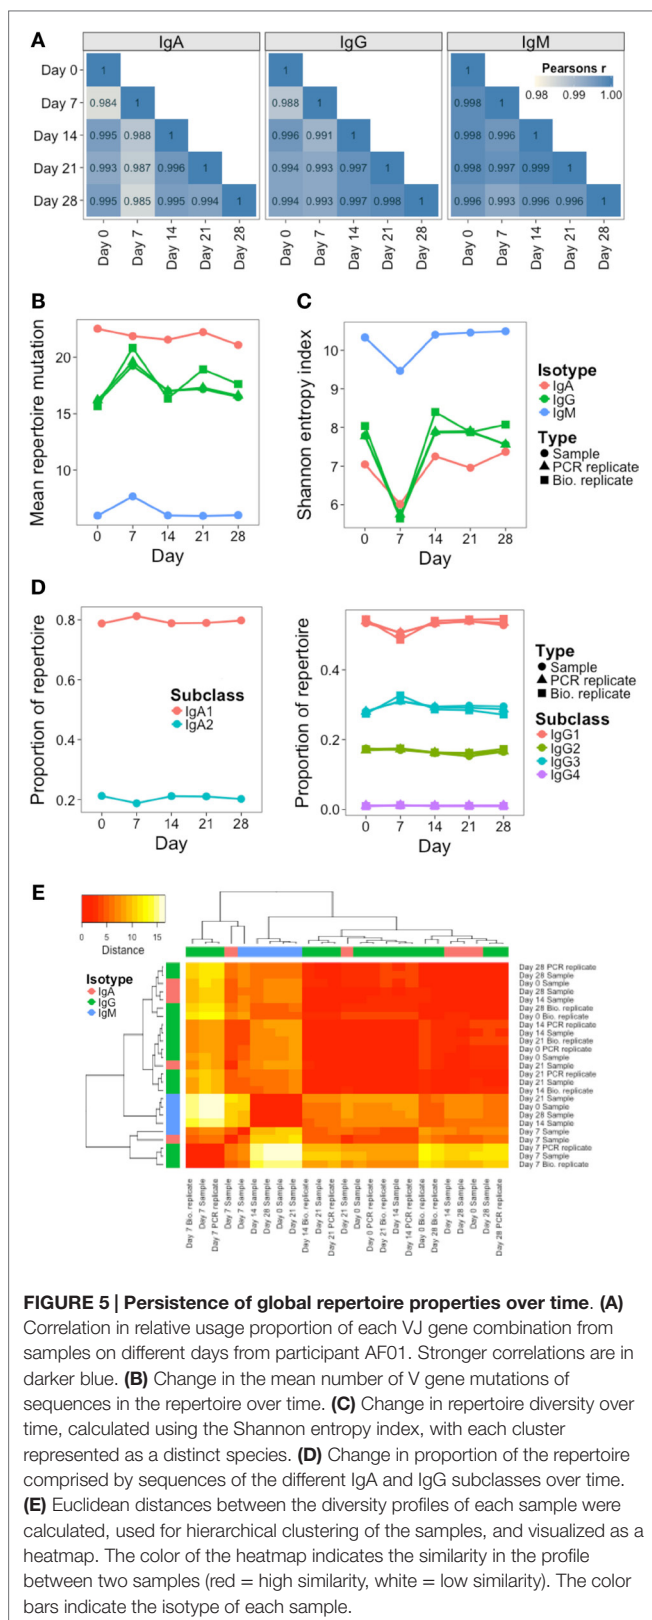 A
IgA IgG IgM
Day 0 1 1 1 Pearsons r
Day 7 0.984 1 0.988 1 0.998 1 0.98 0.99 1.00
Day 14 0.995 0.988 1 0.996 0.991 1 0.998 0.996 1
Day 21 0.993 0.987 0.996 1 0.994 0.993 0.997 1 0.998 0.997 0.999 1
Day 28 0.995 0.985 0.995 0.994 1 0.994 0.993 0.997 0.998 1 0.996 0.993 0.996 0.996 1
Day 0 Day 7 Day 14 Day 21 Day 28 Day 0 Day 7 Day 14 Day 21 Day 28 Day 0 Day 7 Day 14 Day 21 Day 28
B
Mean repertoire mutation
20
15
10
0 7 14 21 28
Day
C
Shannon entropy index
10
9
8
7
6
0 7 14 21 28
Day
Isotype
IgA
IgG
IgM
Type
Sample
PCR replicate
Bio. replicate
D
Proportion of repertoire
0.8
0.6
0.4
0.2
0 7 14 21 28
Day
Subclass
IgA1
IgA2
Proportion of repertoire
0.4
0.2
0.0
0 7 14 21 28
Day
Type
Sample
PCR replicate
Bio. replicate
Subclass
IgG1
IgG2
IgG3
IgG4
E
0 5 10 15
Distance
Isotype
IgA
IgG
IgM
Day 28 PCR replicate
Day 28 Sample
Day 0 Sample
Day 28 Sample
Day 14 Sample
Day 28 Bio. replicate
Day 0 Bio. replicate
Day 14 PCR replicate
Day 14 Sample
Day 21 Bio. replicate
Day 0 PCR replicate
Day 0 Sample
Day 21 Sample
Day 21 PCR replicate
Day 21 Sample
Day 14 Bio. replicate
Day 21 Sample
Day 0 Sample
Day 28 Sample
Day 14 Sample
Day 7 Sample
Day 7 Sample
Day 7 PCR replicate
Day 7 Sample
Day 7 Bio. replicate
Day 7 Bio. replicate
Day 7 Sample
Day 7 PCR replicate
Day 7 Sample
Day 7 Sample
Day 14 Sample
Day 28 Sample
Day 0 Sample
Day 21 Sample
Day 14 Bio. replicate
Day 21 Sample
Day 21 PCR replicate
Day 21 Sample
Day 0 Sample
Day 0 PCR replicate
Day 21 Bio. replicate
Day 14 Sample
Day 14 PCR replicate
Day 0 Bio. replicate
Day 28 Bio. replicate
Day 14 Sample
Day 28 Sample
Day 0 Sample
Day 28 Sample
Day 28 PCR replicate
FIGURE 5 | Persistence of global repertoire properties over time. (A)
Correlation in relative usage proportion of each VJ gene combination from
samples on different days from participant AF01. Stronger correlations are in
darker blue. (B) Change in the mean number of V gene mutations of
sequences in the repertoire over time. (C) Change in repertoire diversity over
time, calculated using the Shannon entropy index, with each cluster
represented as a distinct species. (D) Change in proportion of the repertoire
comprised by sequences of the different IgA and IgG subclasses over time.
(E) Euclidean distances between the diversity profiles of each sample were
calculated, used for hierarchical clustering of the samples, and visualized as a
heatmap. The color of the heatmap indicates the similarity in the profile
between two samples (red = high similarity, white = low similarity). The color
bars indicate the isotype of each sample.